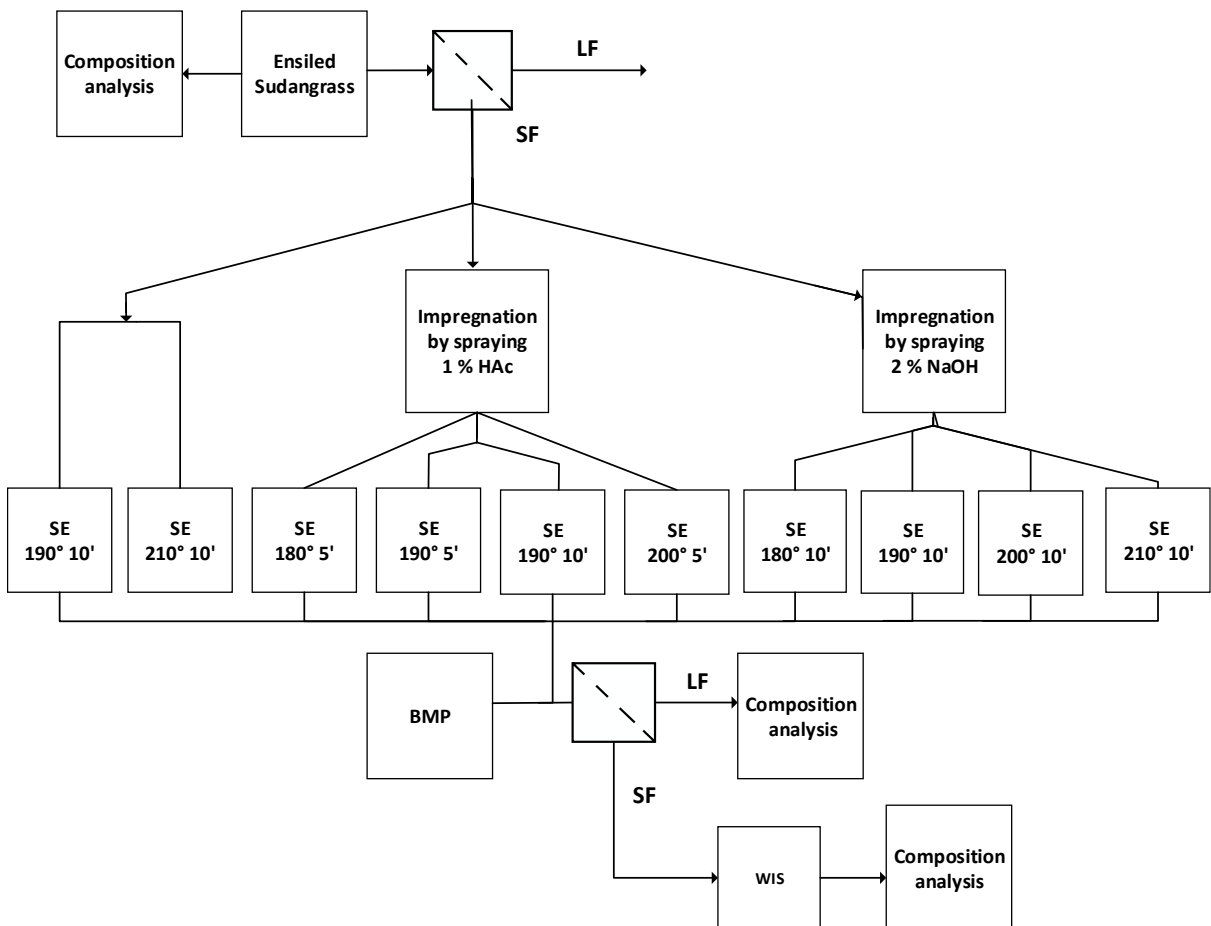 Composition
analysis
Ensiled
Sudangrass
LF
SF
Impregnation
by spraying
1 % HAc
Impregnation
by spraying
2 % NaOH
SE
190° 10'
SE
210° 10'
SE
180° 5'
SE
190° 5'
SE
190° 10'
SE
200° 5'
SE
180° 10'
SE
190° 10'
SE
200° 10'
SE
210° 10'
BMP
LF
Composition
analysis
SF
WIS
Composition
analysis